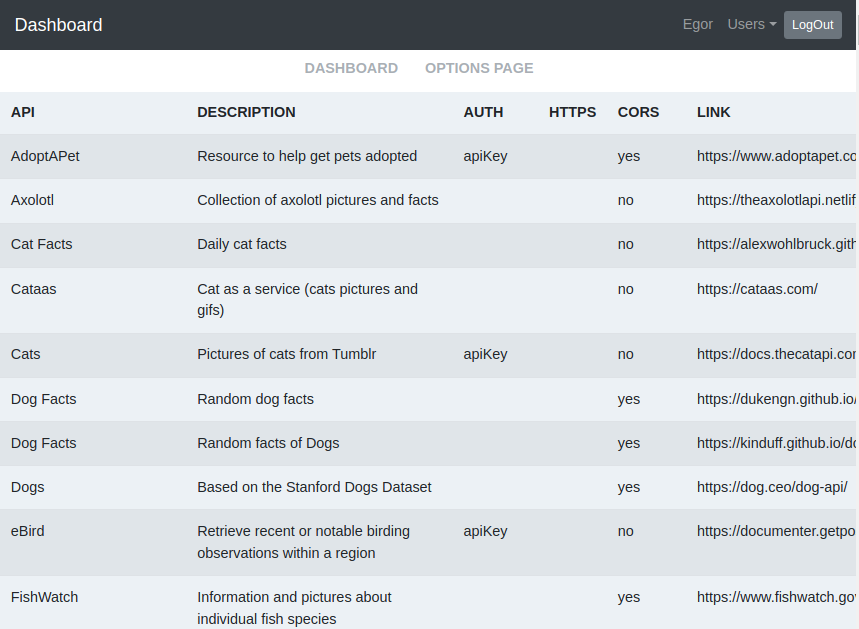 Dashboard Egor Users LogOut
DASHBOARD OPTIONS PAGE
API DESCRIPTION AUTH HTTPS CORS LINK
AdoptAPet Resource to help get pets adopted apiKey yes https://www.adoptapet.co
Axolotl Collection of axolotl pictures and facts no https://theaxolotlapi.netlif
Cat Facts Daily cat facts no https://alexwohlbruck.gith
Cataas Cat as a service (cats pictures and no https://cataas.com/
gifs)
Cats Pictures of cats from Tumblr apiKey no https://docs.thecatapi.con
Dog Facts Random dog facts yes https://dukengn.github.io/
Dog Facts Random facts of Dogs yes https://kinduff.github.io/do
Dogs Based on the Stanford Dogs Dataset yes https://dog.ceo/dog-api/
eBird Retrieve recent or notable birding apiKey no https://documenter.getpo
observations within a region
FishWatch Information and pictures about yes https://www.fishwatch.gov
individual fish species